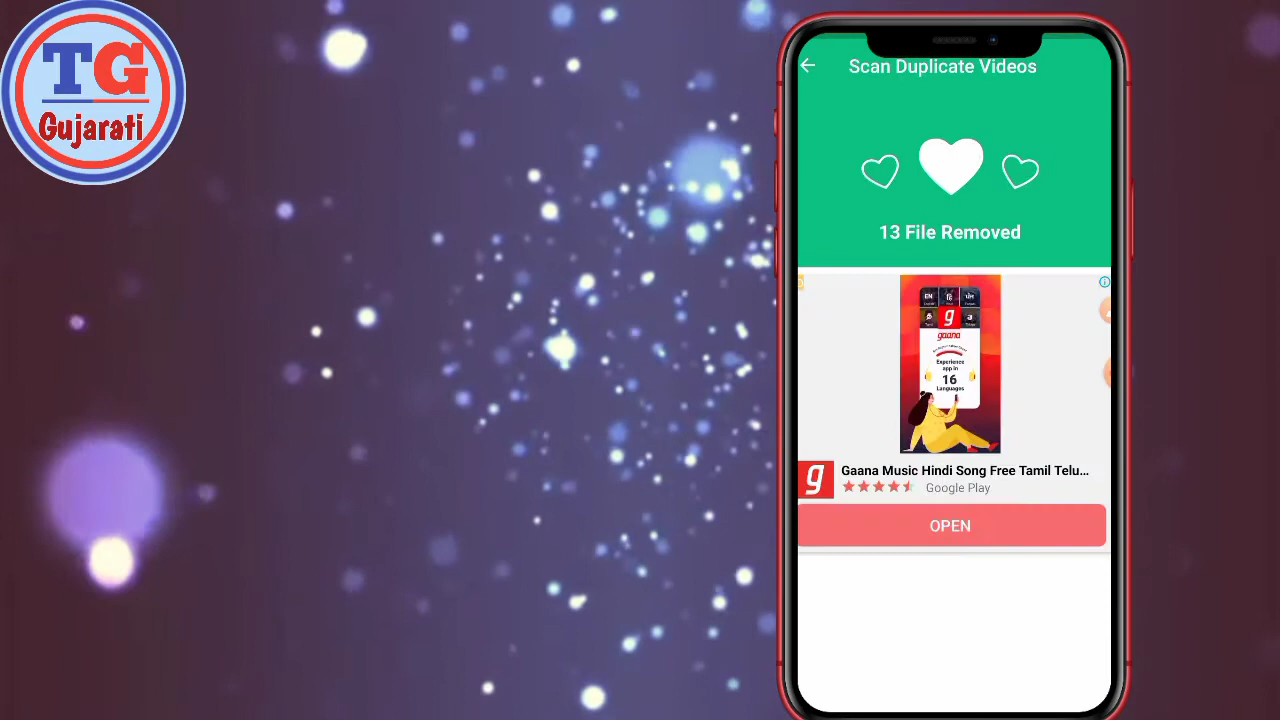 TG
Gujarati
Scan Duplicate Videos
13 File Removed
EN
हि
ਪੰਜ
g
a
gaana
Experience
app in
16
Languages
g
Gaana Music Hindi Song Free Tamil Telu...
Google Play
OPEN